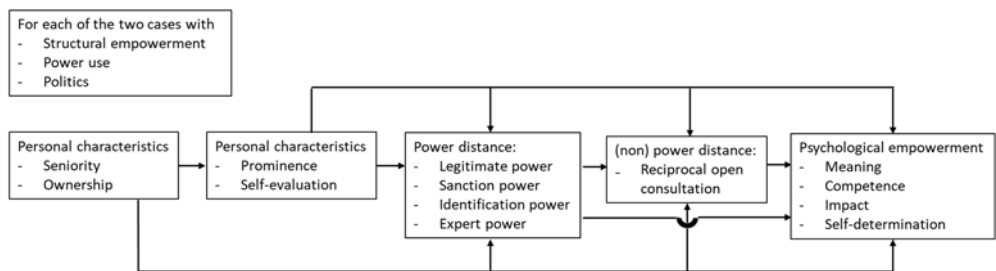 For each of the two cases with
- Structural empowerment
- Power use
- Politics
Personal characteristics
- Seniority
- Ownership
Personal characteristics
- Prominence
- Self-evaluation
Power distance:
- Legitimate power
- Sanction power
- Identification power
- Expert power
(non) power distance:
- Reciprocal open
consultation
Psychological empowerment
- Meaning
- Competence
- Impact
- Self-determination